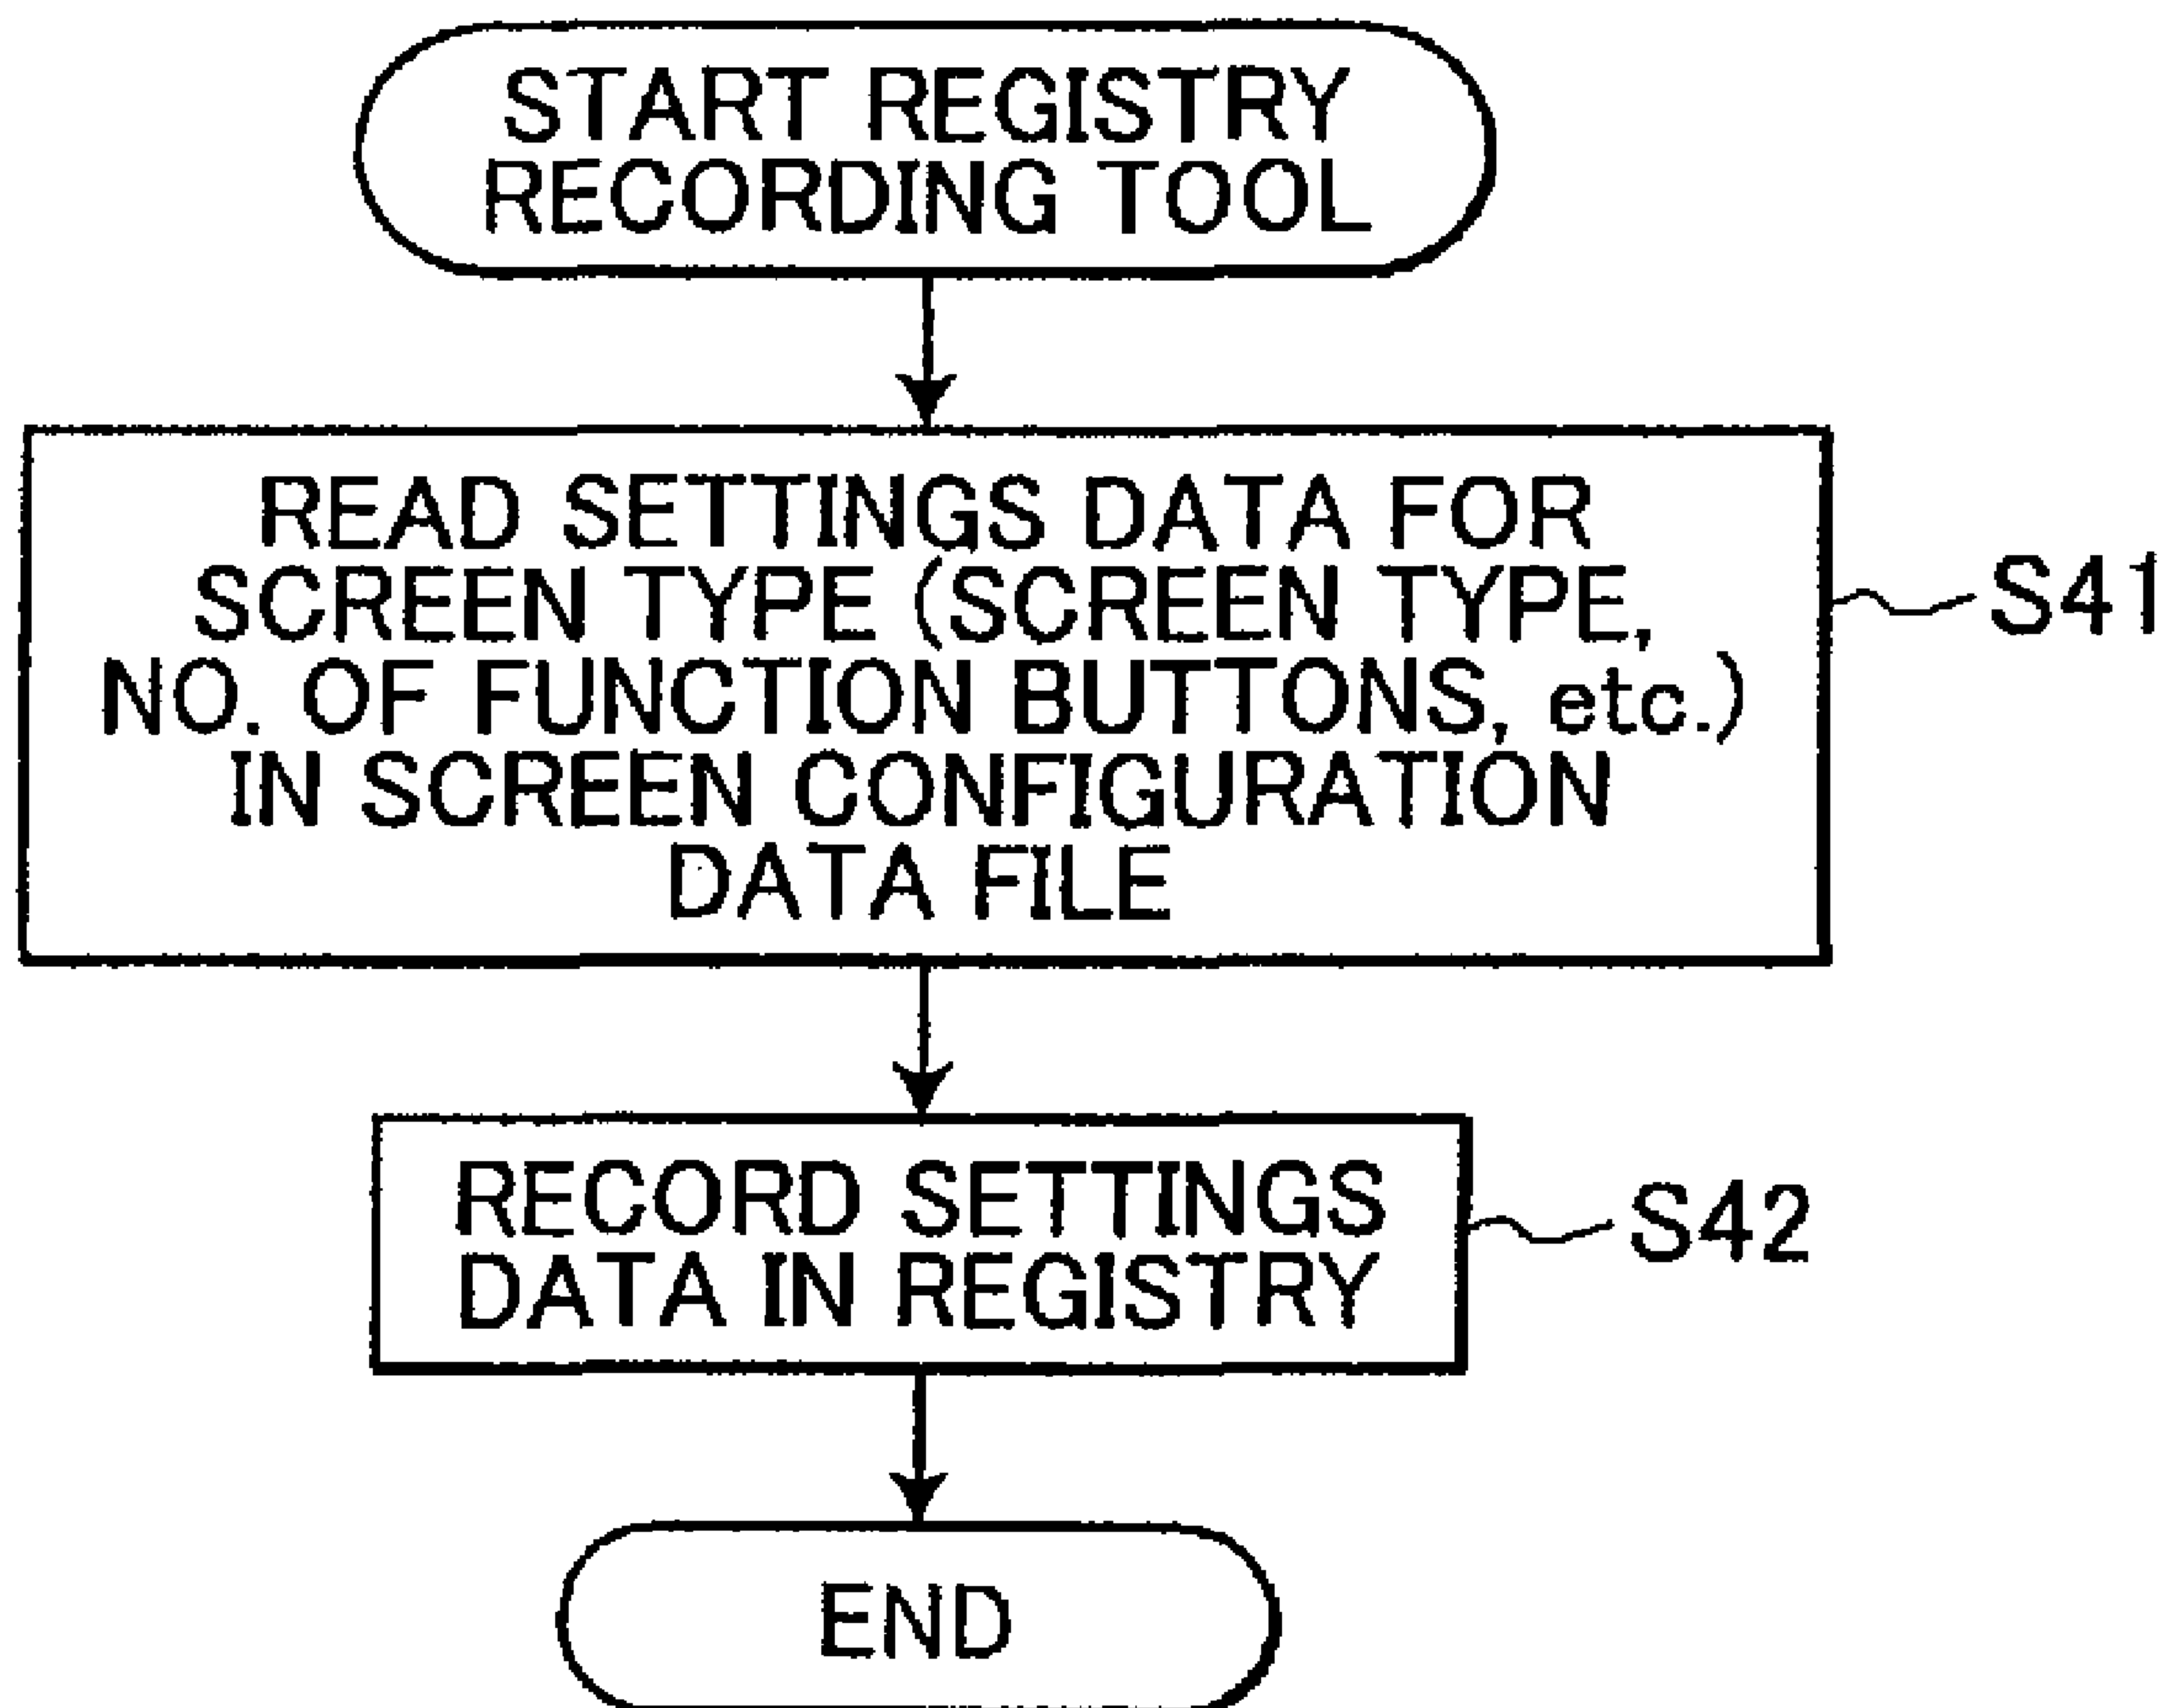 START REGISTRY
RECORDING TOOL
READ SETTINGS DATA FOR
SCREEN TYPE (SCREEN TYPE,
NO. OF FUNCTION BUTTONS, etc.)
IN SCREEN CONFIGURATION
DATA FILE
S41
RECORD SETTINGS
DATA IN REGISTRY
S42
END